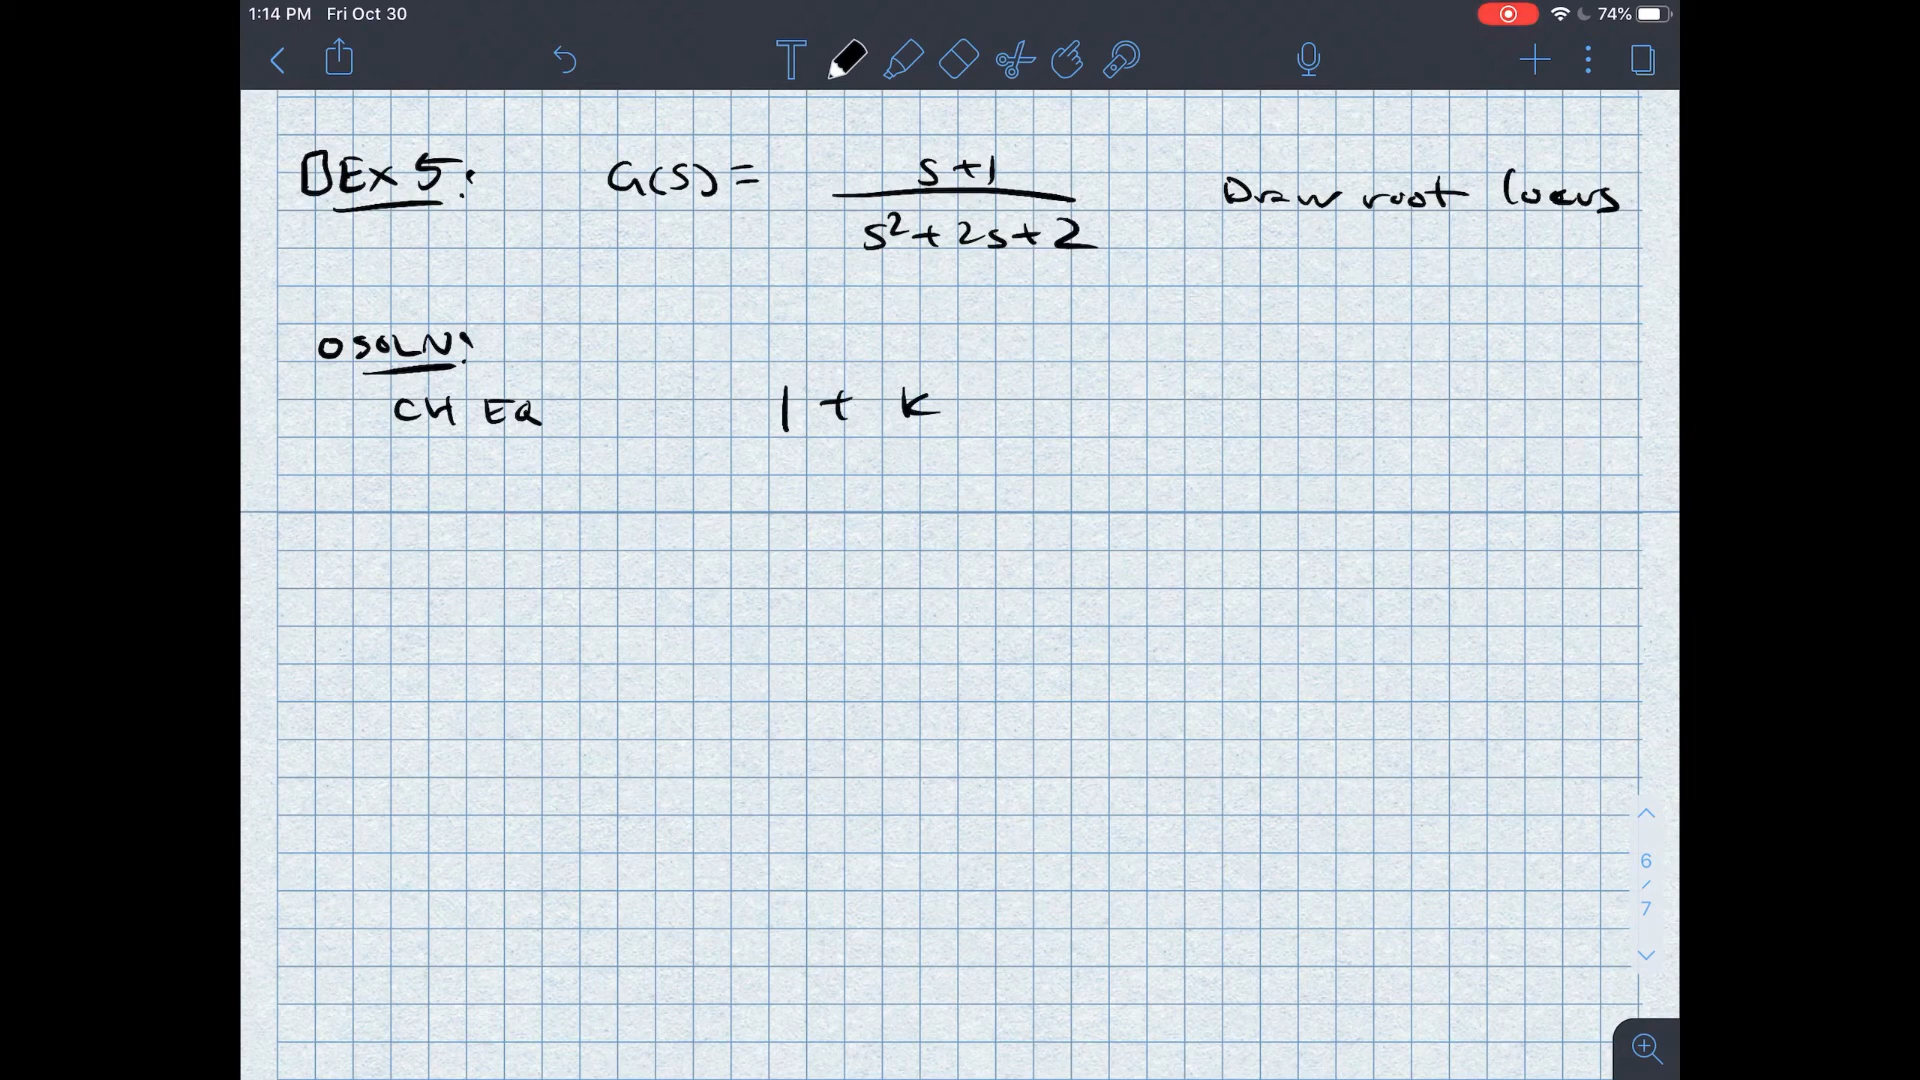 1:14 PM Fri Oct 30 74%
Ex 5: G(s) = s+1 / s²+2s+2 Draw root locus
SOLN:
CH EQ 1 + K
6
/
7